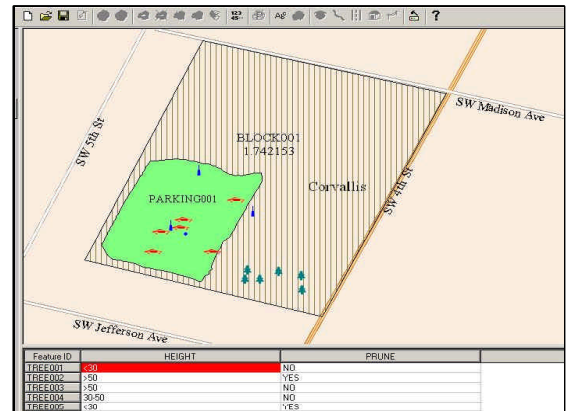 SW Madison Ave
SW 5th St
BLOCK001
1.742153
Corvallis
SW 4th St
PARKING001
SW Jefferson Ave
Feature ID HEIGHT PRUNE
TREE001 <30 NO
TREE002 >50 YES
TREE003 >50 NO
TREE004 30-50 NO
TREE005 <30 YES